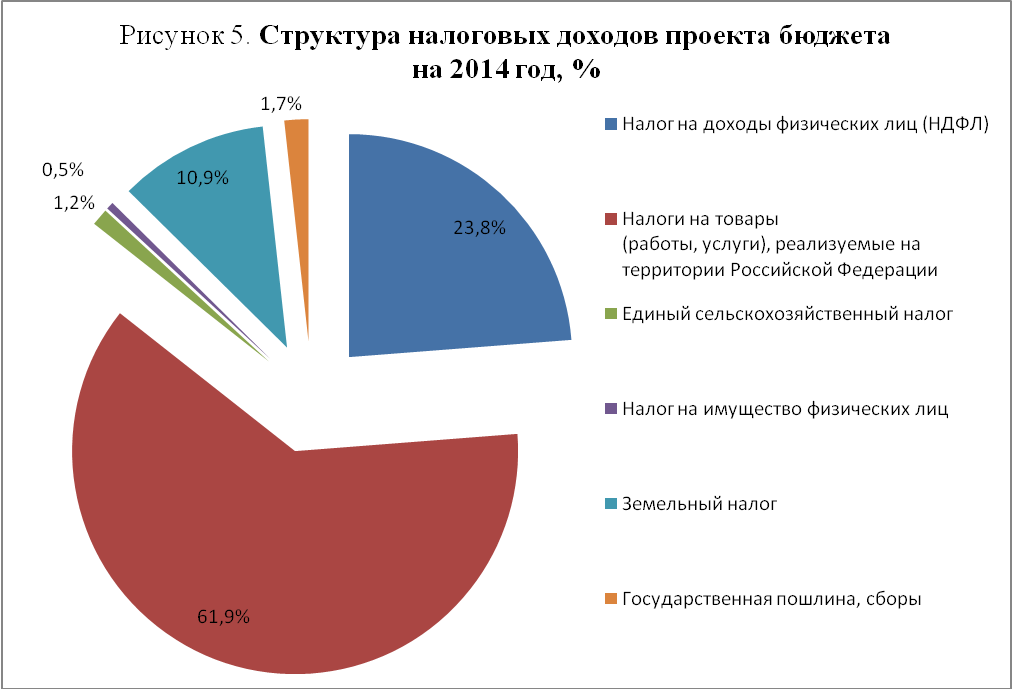 Рисунок 5. Структура налоговых доходов проекта бюджета
на 2014 год, %
1,7%
0,5%
10,9%
1,2%
23,8%
61,9%
Налог на доходы физических лиц (НДФЛ)
Налоги на товары
(работы, услуги), реализуемые на
территории Российской Федерации
Единый сельскохозяйственный налог
Налог на имущество физических лиц
Земельный налог
Государственная пошлина, сборы